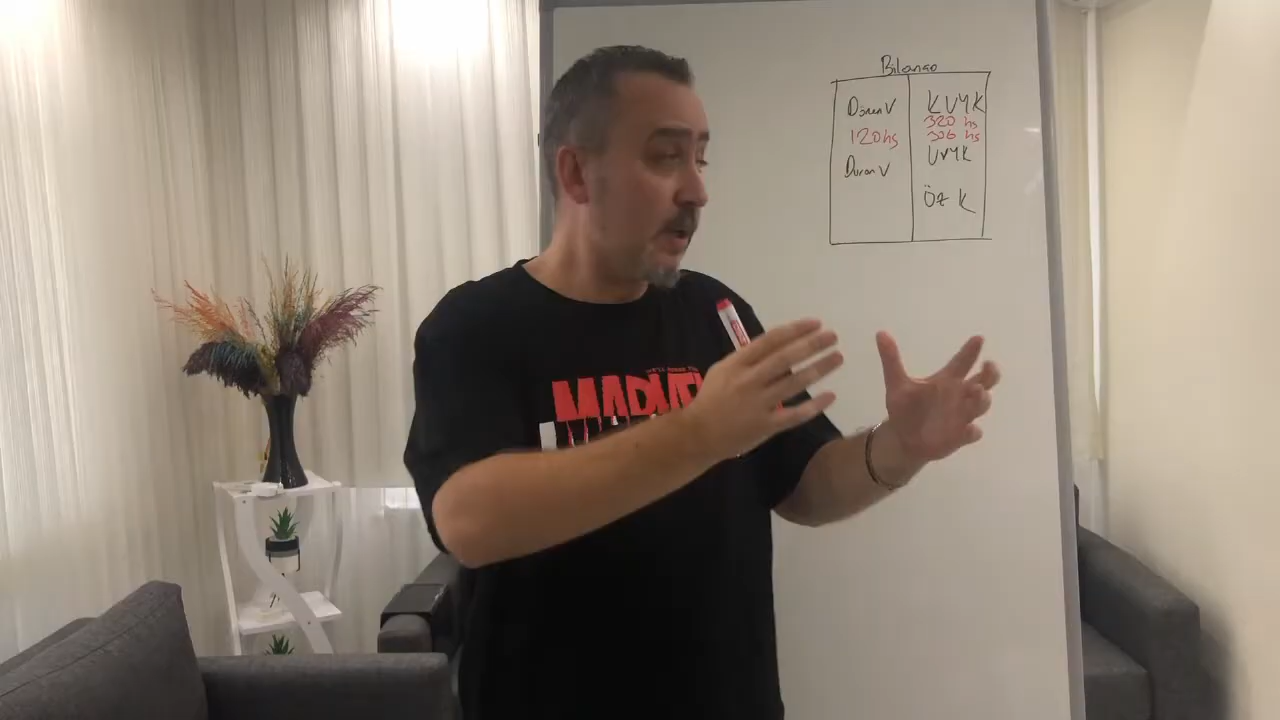 Bilanço
Dönen V
120 hs
Duran V
KVYK
320 hs
306 hs
UVYK
ÖZ K